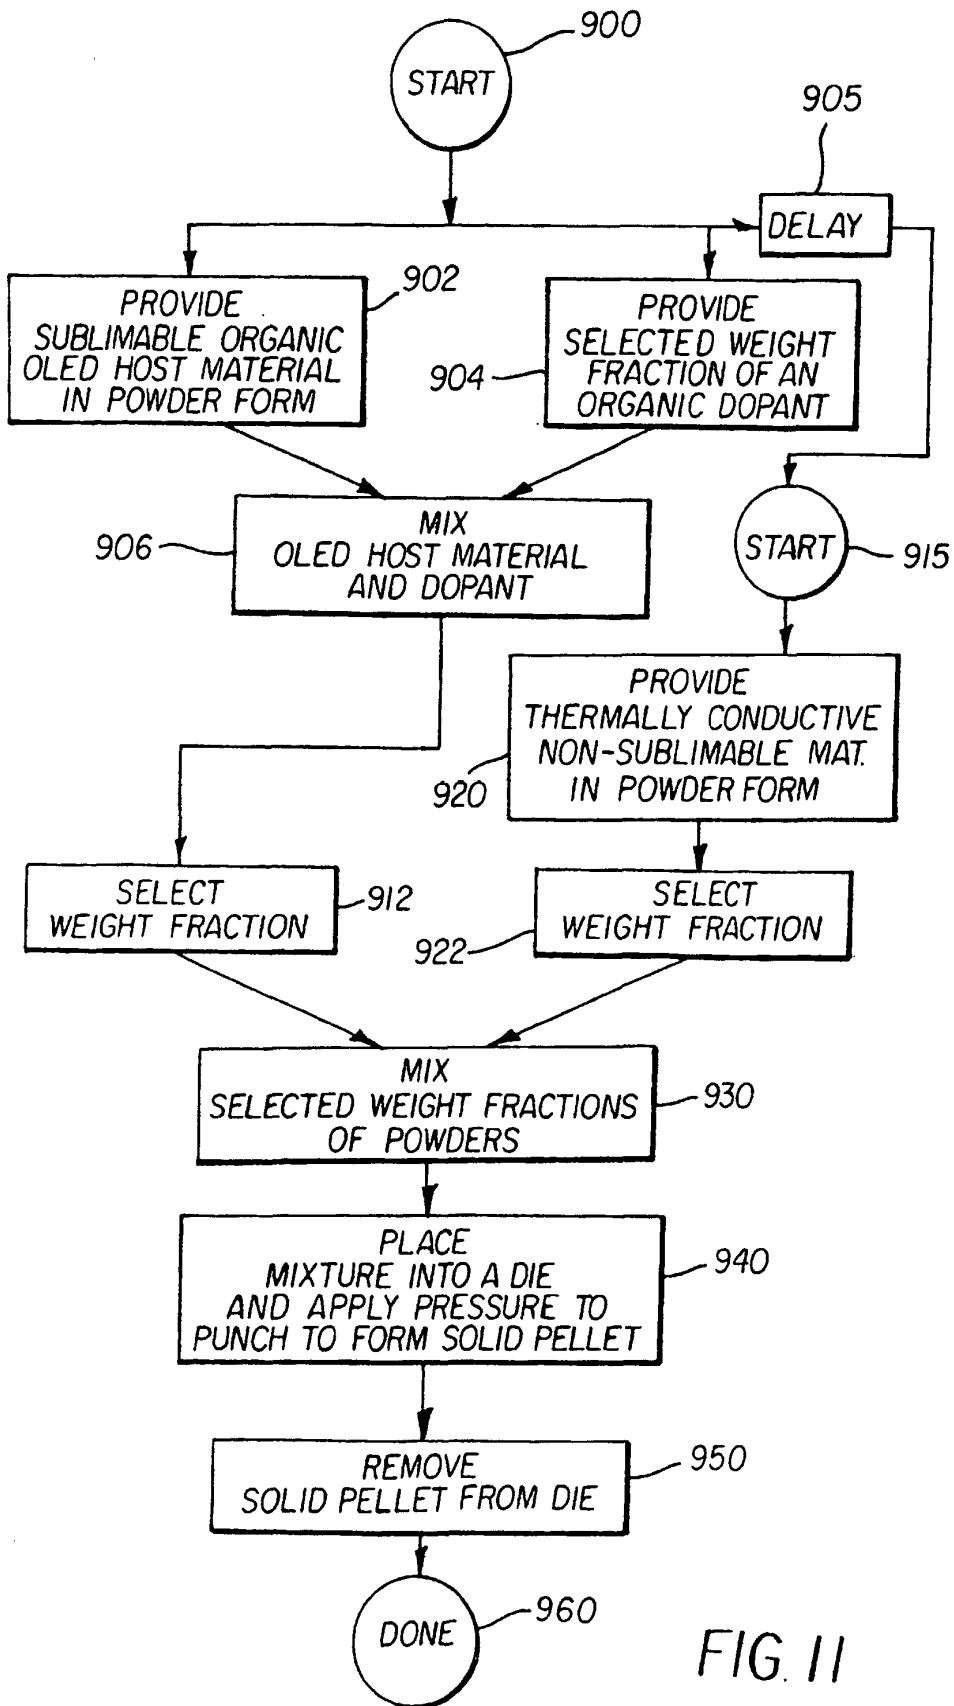 900
START
905
DELAY
902
PROVIDE
SUBLIMABLE ORGANIC
OLED HOST MATERIAL
IN POWDER FORM
904
PROVIDE
SELECTED WEIGHT
FRACTION OF AN
ORGANIC DOPANT
906
MIX
OLED HOST MATERIAL
AND DOPANT
START
915
PROVIDE
THERMALLY CONDUCTIVE
NON-SUBLIMABLE MAT.
IN POWDER FORM
920
SELECT
WEIGHT FRACTION
912
SELECT
WEIGHT FRACTION
922
MIX
SELECTED WEIGHT FRACTIONS
OF POWDERS
930
PLACE
MIXTURE INTO A DIE
AND APPLY PRESSURE TO
PUNCH TO FORM SOLID PELLET
940
REMOVE
SOLID PELLET FROM DIE
950
DONE
960
FIG. 11